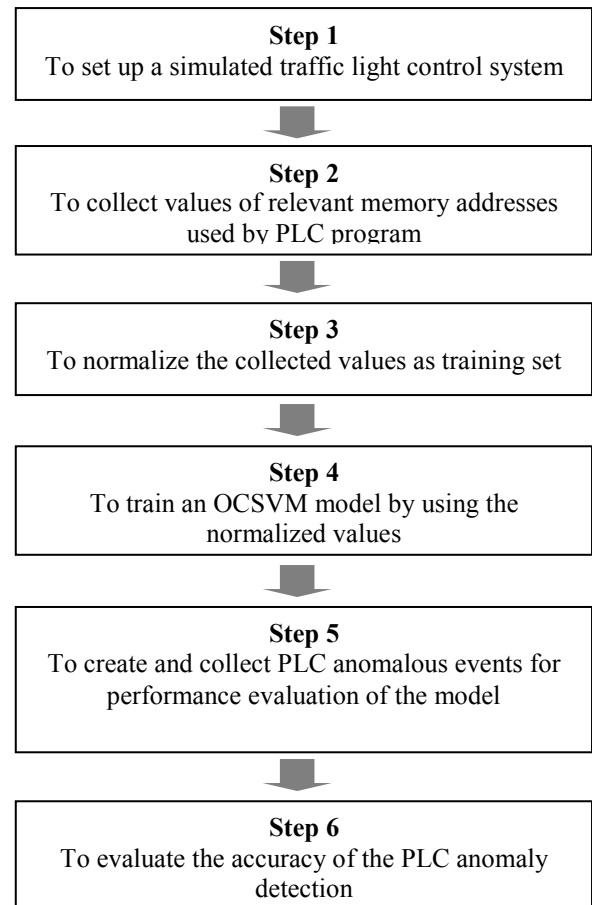 Step 1
To set up a simulated traffic light control system
Step 2
To collect values of relevant memory addresses
used by PLC program
Step 3
To normalize the collected values as training set
Step 4
To train an OCSVM model by using the
normalized values
Step 5
To create and collect PLC anomalous events for
performance evaluation of the model
Step 6
To evaluate the accuracy of the PLC anomaly
detection